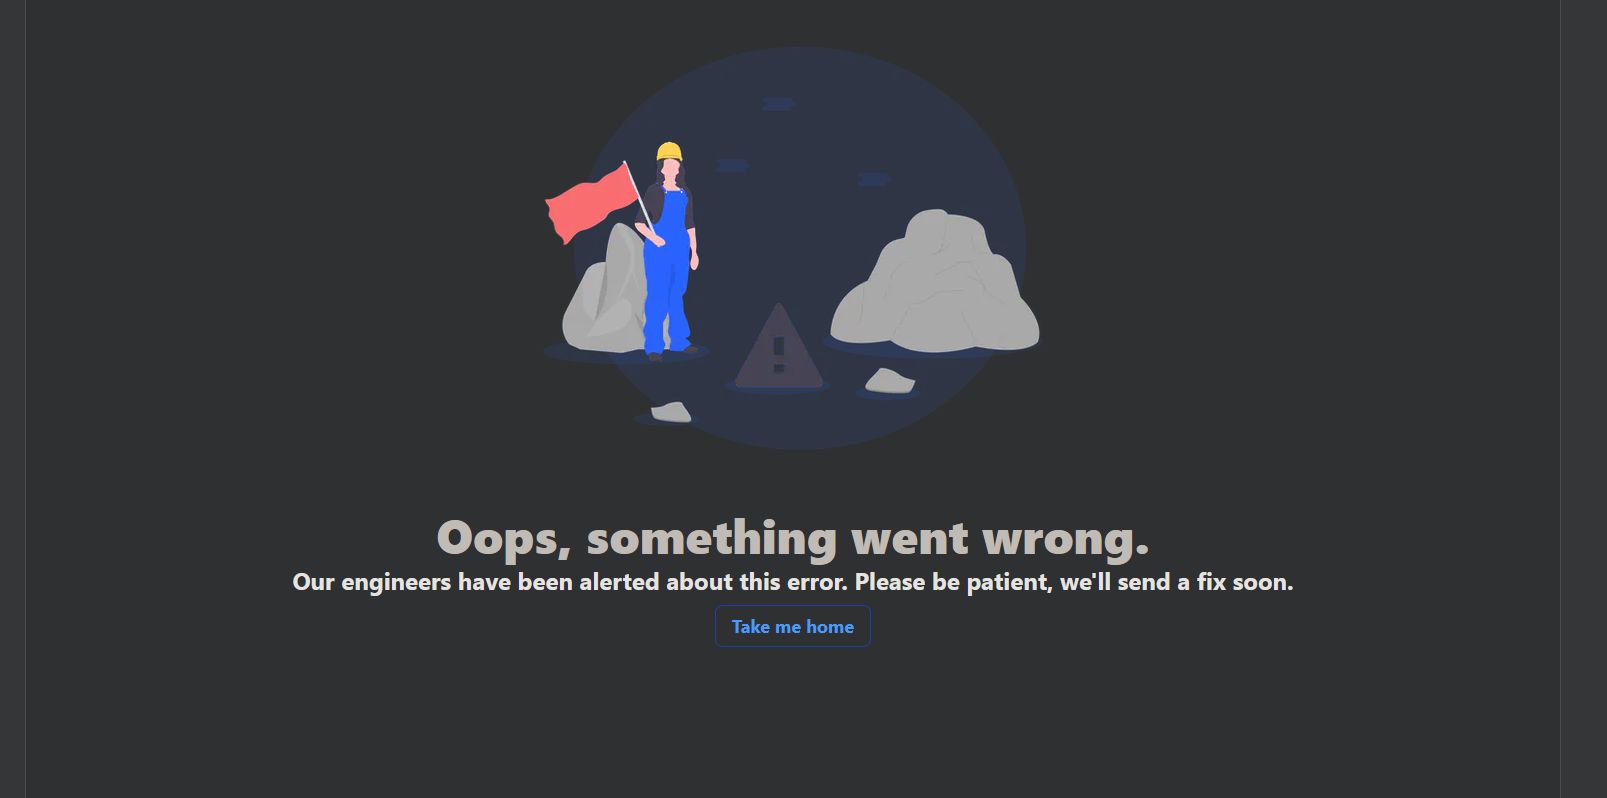 Oops, something went wrong.
Our engineers have been alerted about this error. Please be patient, we'll send a fix soon.
Take me home